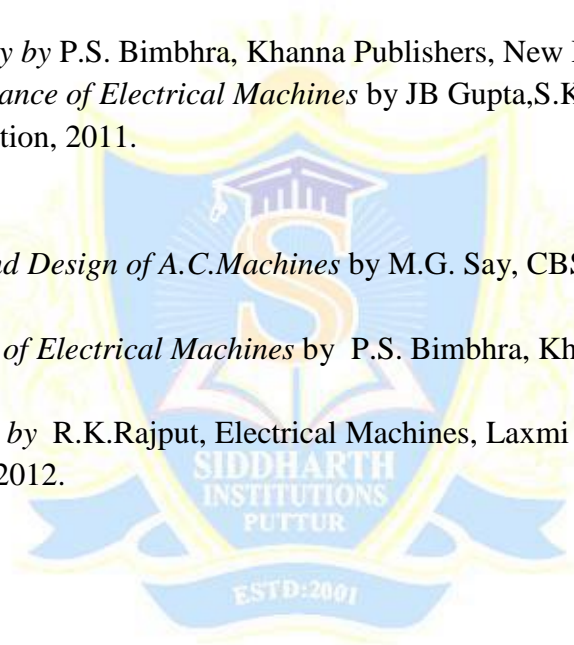 y by P.S. Bimbhra, Khanna Publishers, New
ance of Electrical Machines by JB Gupta,S.K
tion, 2011.
nd Design of A.C.Machines by M.G. Say, CBS
of Electrical Machines by P.S. Bimbhra, Kh
by R.K.Rajput, Electrical Machines, Laxmi
2012.
S
SIDDHARTH
INSTITUTIONS
PUTTUR
ESTD:2001